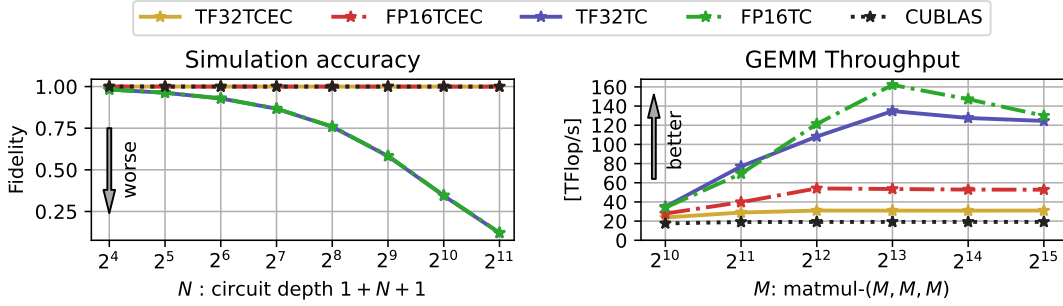 TF32TCEC FP16TCEC TF32TC FP16TC CUBLAS
Simulation accuracy
Fidelity
1.00
0.75
0.50
0.25
worse
2^4 2^5 2^6 2^7 2^8 2^9 2^10 2^11
N : circuit depth 1 + N + 1
GEMM Throughput
[TFlop/s]
160
140
120
100
80
60
40
20
0
better
2^10 2^11 2^12 2^13 2^14 2^15
M: matmul-(M, M, M)